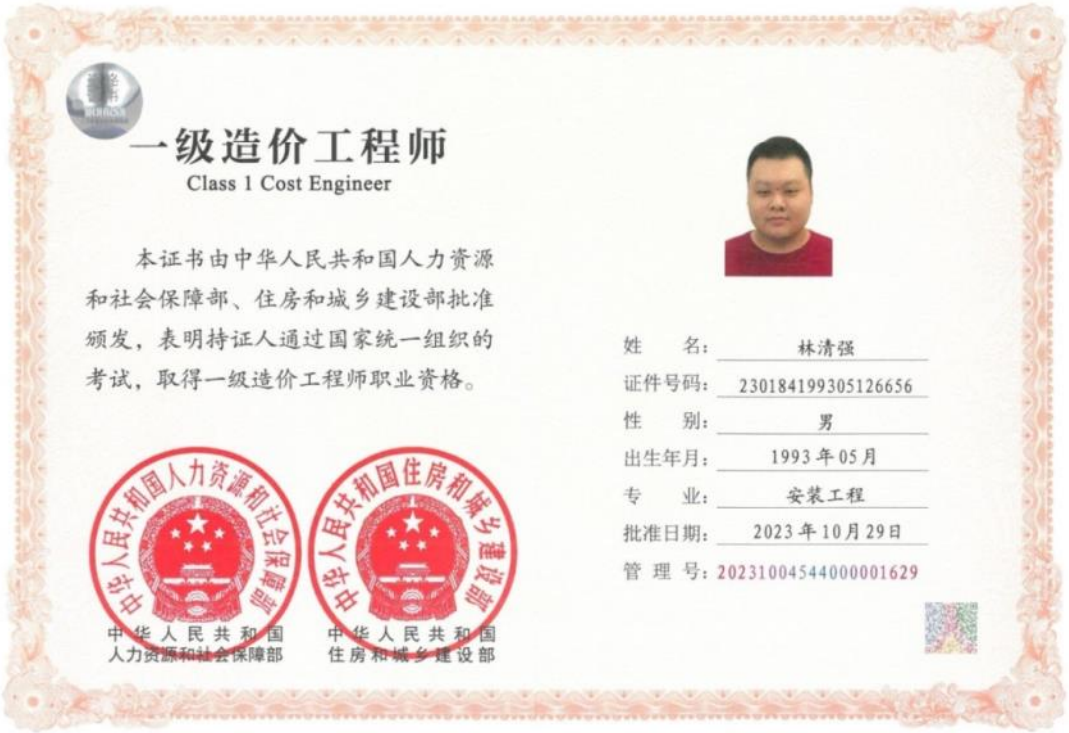 一级造价工程师
Class 1 Cost Engineer
本证书由中华人民共和国人力资源
和社会保障部、住房和城乡建设部批准
颁发，表明持证人通过国家统一组织的
考试，取得一级造价工程师职业资格。
中华人民共和国人力资源和社会保障部
中华人民共和国
人力资源和社会保障部
中华人民共和国住房和城乡建设部
中华人民共和国
住房和城乡建设部
姓 名：林清强
证件号码：230184199305126656
性 别：男
出生年月：1993年05月
专 业：安装工程
批准日期：2023年10月29日
管 理 号：20231004544000001629